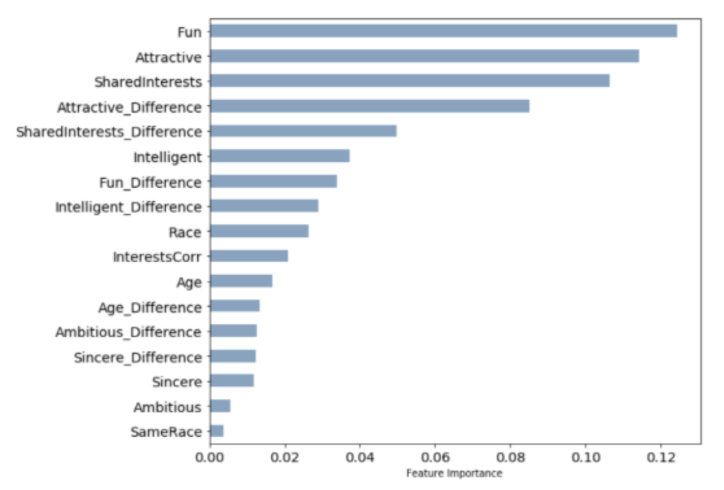 Fun
Attractive
SharedInterests
Attractive_Difference
SharedInterests_Difference
Intelligent
Fun_Difference
Intelligent_Difference
Race
InterestsCorr
Age
Age_Difference
Ambitious_Difference
Sincere_Difference
Sincere
Ambitious
SameRace
0.00 0.02 0.04 0.06 0.08 0.10 0.12
Feature Importance